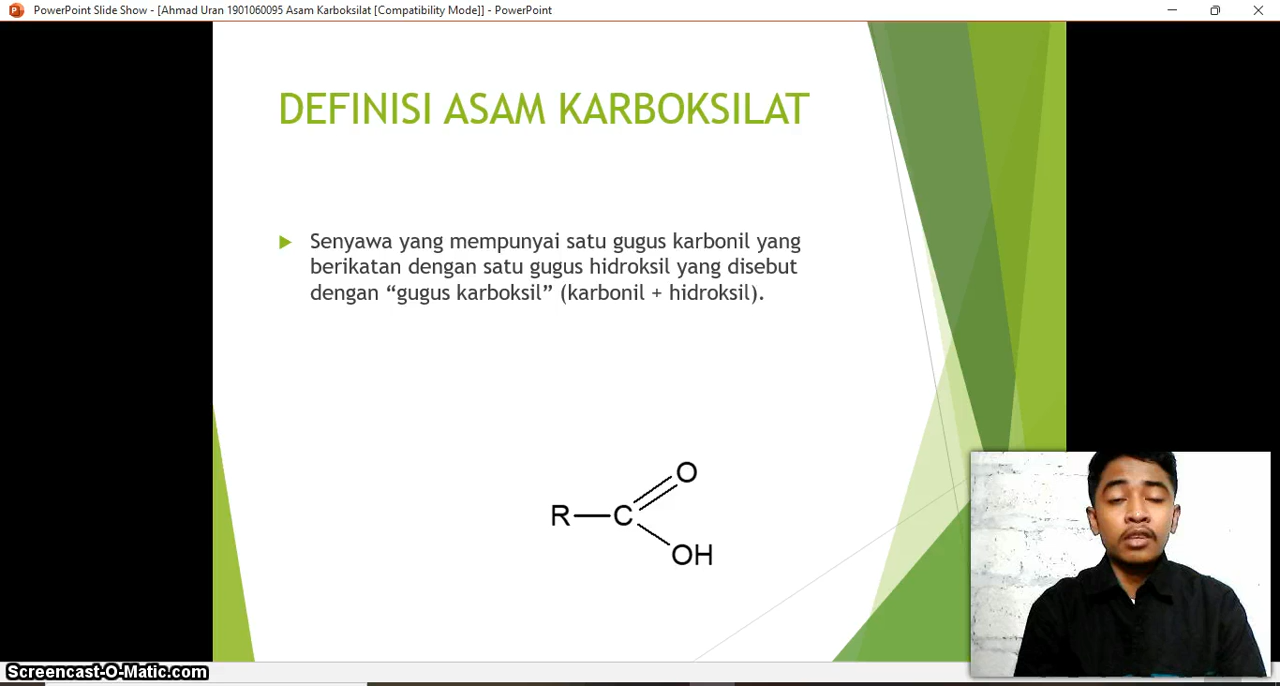 PowerPoint Slide Show - [Ahmad Uran 1901060095 Asam Karboksilat [Compatibility Mode]] - PowerPoint
DEFINISI ASAM KARBOKSILAT
Senyawa yang mempunyai satu gugus karbonil yang
berikatan dengan satu gugus hidroksil yang disebut
dengan “gugus karboksil” (karbonil + hidroksil).
O
R C
OH
Screencast-O-Matic.com